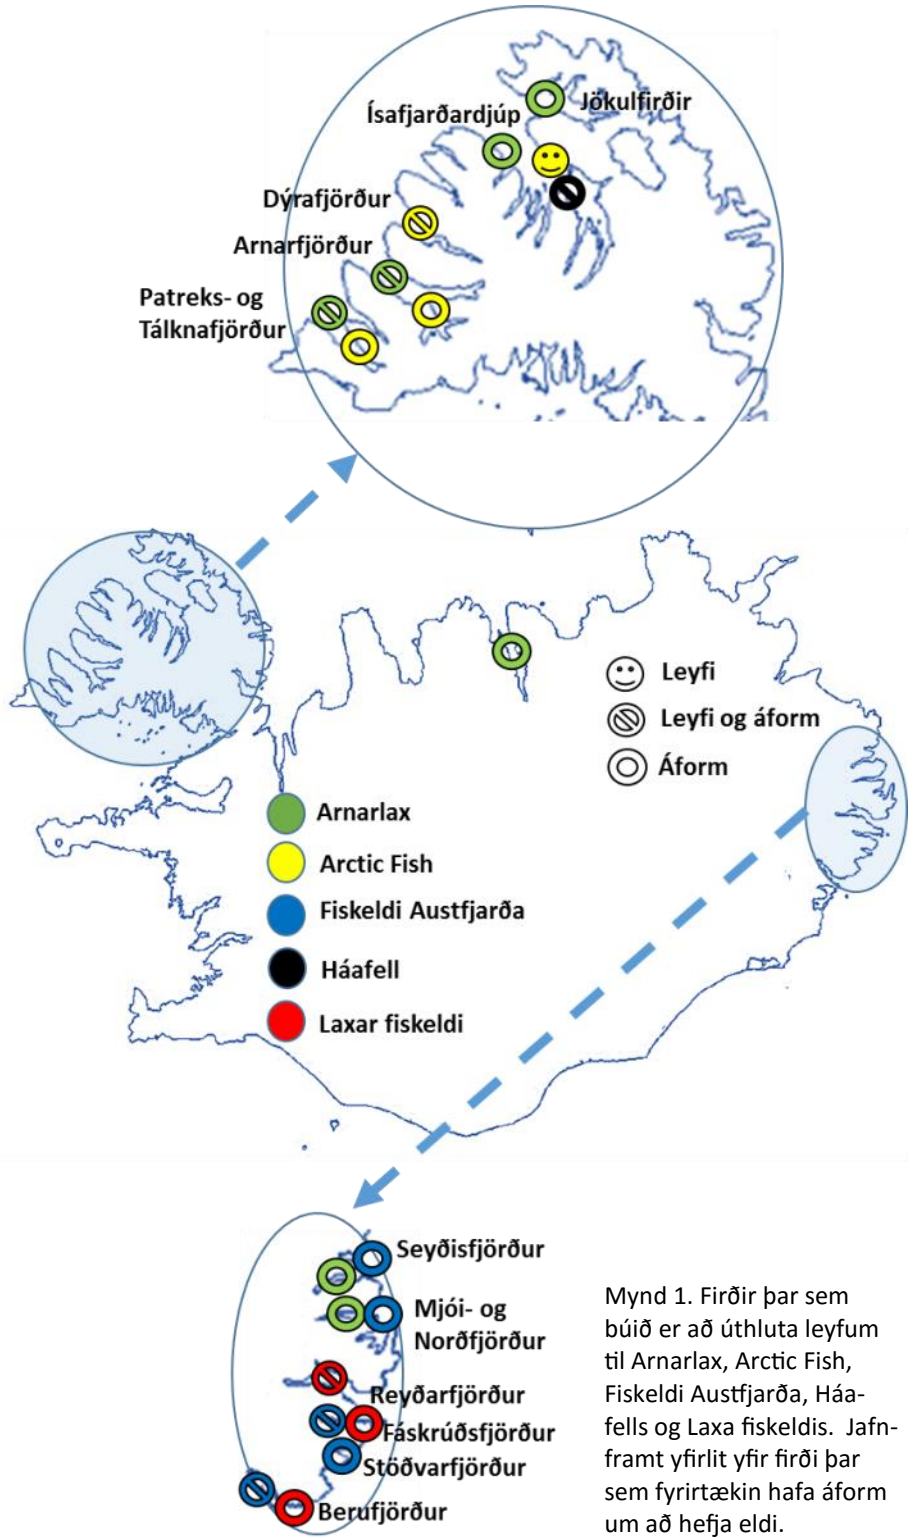 Jökulfirðir
Ísafjarðardjúp
Dýrafjörður
Arnarfjörður
Patreks- og
Tálknafjörður
Leyfi
Leyfi og áform
Áform
Arnarlax
Arctic Fish
Fiskeldi Austfjarða
Háafell
Laxar fiskeldi
Seyðisfjörður
Mjói- og
Norðfjörður
Reyðarfjörður
Fáskrúðsfjörður
Stöðvarfjörður
Berufjörður
Mynd 1. Firðir þar sem
búið er að úthluta leyfum
til Arnarlax, Arctic Fish,
Fiskeldi Austfjarða, Háa-
fells og Laxa fiskeldis. Jafn-
framt yfirlit yfir firði þar
sem fyrirtækin hafa áform
um að hefja eldi.